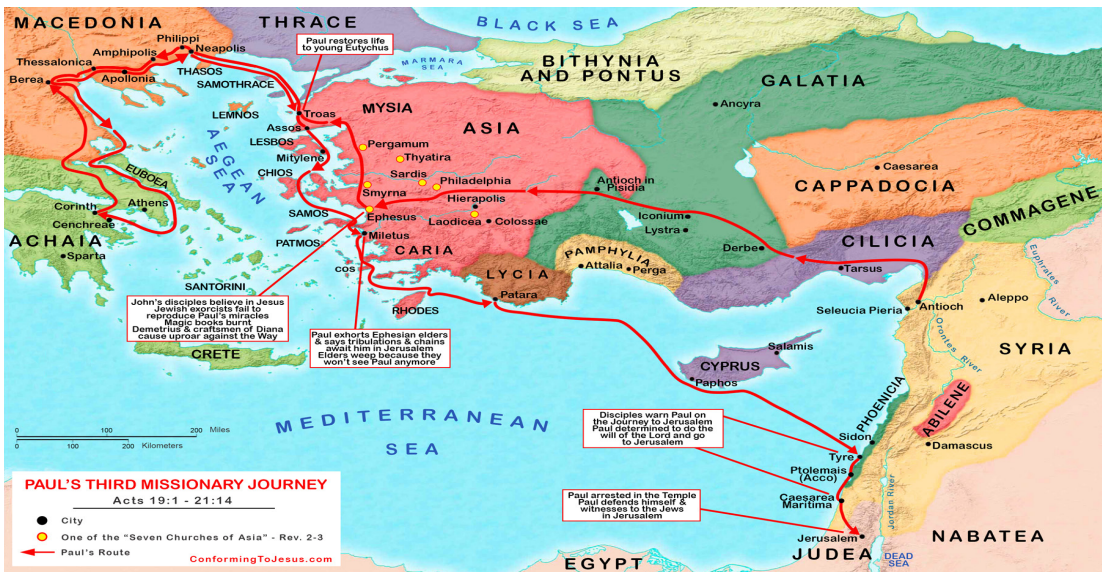 MACEDONIA
THRACE
BLACK SEA
Philippi
Neapolis
Amphipolis
Thessalonica
Apollonia
Berea
THASOS
SAMOTHRACE
Paul restores life
to young Eutychus
MARMARA
SEA
BITHYNIA
AND PONTUS
GALATIA
Ancyra
LEMNOS
Troas
MYSIA
ASIA
Assos
LESBOS
Mitylene
Pergamum
Thyatira
AEGEAN
SEA
CHIOS
Sardis
Philadelphia
Smyrna
Hierapolis
Antioch in
Pisidia
Caesarea
CAPPADOCIA
COMMAGENE
EUBOEA
Athens
Corinth
Cenchreae
ACHAIA
Sparta
SAMOS
Ephesus
Laodicea
Colossae
Miletus
PATMOS
CARIA
Iconium
Lystra
Derbe
CILICIA
Tarsus
PAMPHYLIA
Attalia
Perga
LYCIA
Patara
COS
SANTORINI
RHODES
CRETE
Seleucia Pieria
Antioch
Aleppo
Euphrates
River
Orontes River
SYRIA
John's disciples believe in Jesus
Jewish exorcists fail to
reproduce Paul's miracles
Magic books burnt
Demetrius & craftsmen of Diana
cause uproar against the Way
Paul exhorts Ephesian elders
& says tribulations & chains
await him in Jerusalem
Elders weep because they
won't see Paul anymore
Salamis
CYPRUS
Paphos
MEDITERRANEAN
SEA
PHOENICIA
ABILENE
Sidon
Damascus
Tyre
Ptolemais
(Acco)
Caesarea
Maritima
Jordan River
Disciples warn Paul on
the Journey to Jerusalem
Paul determined to do the
will of the Lord and go
to Jerusalem
Paul arrested in the Temple
Paul defends himself &
witnesses to the Jews
in Jerusalem
Jerusalem
JUDEA
DEAD
SEA
NABATEA
EGYPT
0 100 200 Miles
0 100 200 Kilometers
PAUL'S THIRD MISSIONARY JOURNEY
Acts 19:1 - 21:14
City
One of the "Seven Churches of Asia" - Rev. 2-3
Paul's Route
ConformingToJesus.com